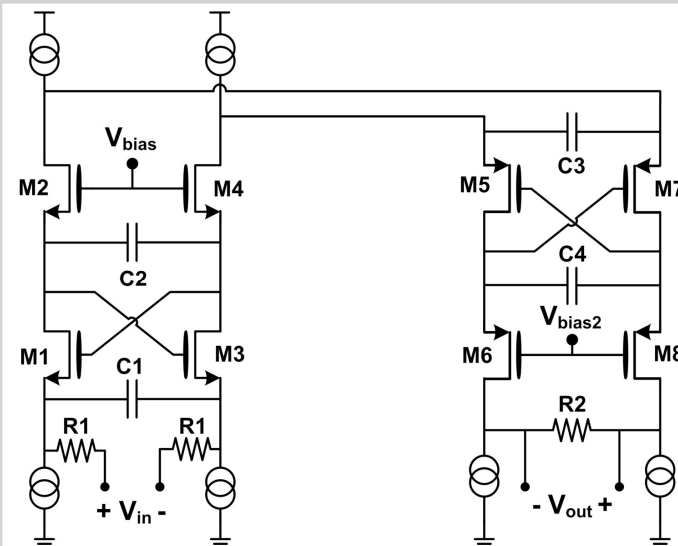 Vbias
M2
M4
M5
C3
M7
C2
C4
Vbias2
M1
C1
M3
M6
M8
R1
R1
R2
+ Vin -
- Vout +